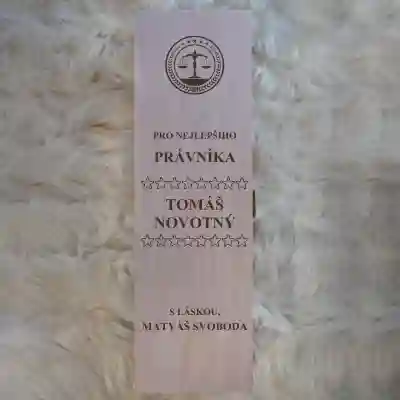 PRO NEJLEPŠÍHO
PRÁVNÍKA
TOMÁŠ
NOVOTNÝ
S LÁSKOU,
MATYÁŠ SVOBODA